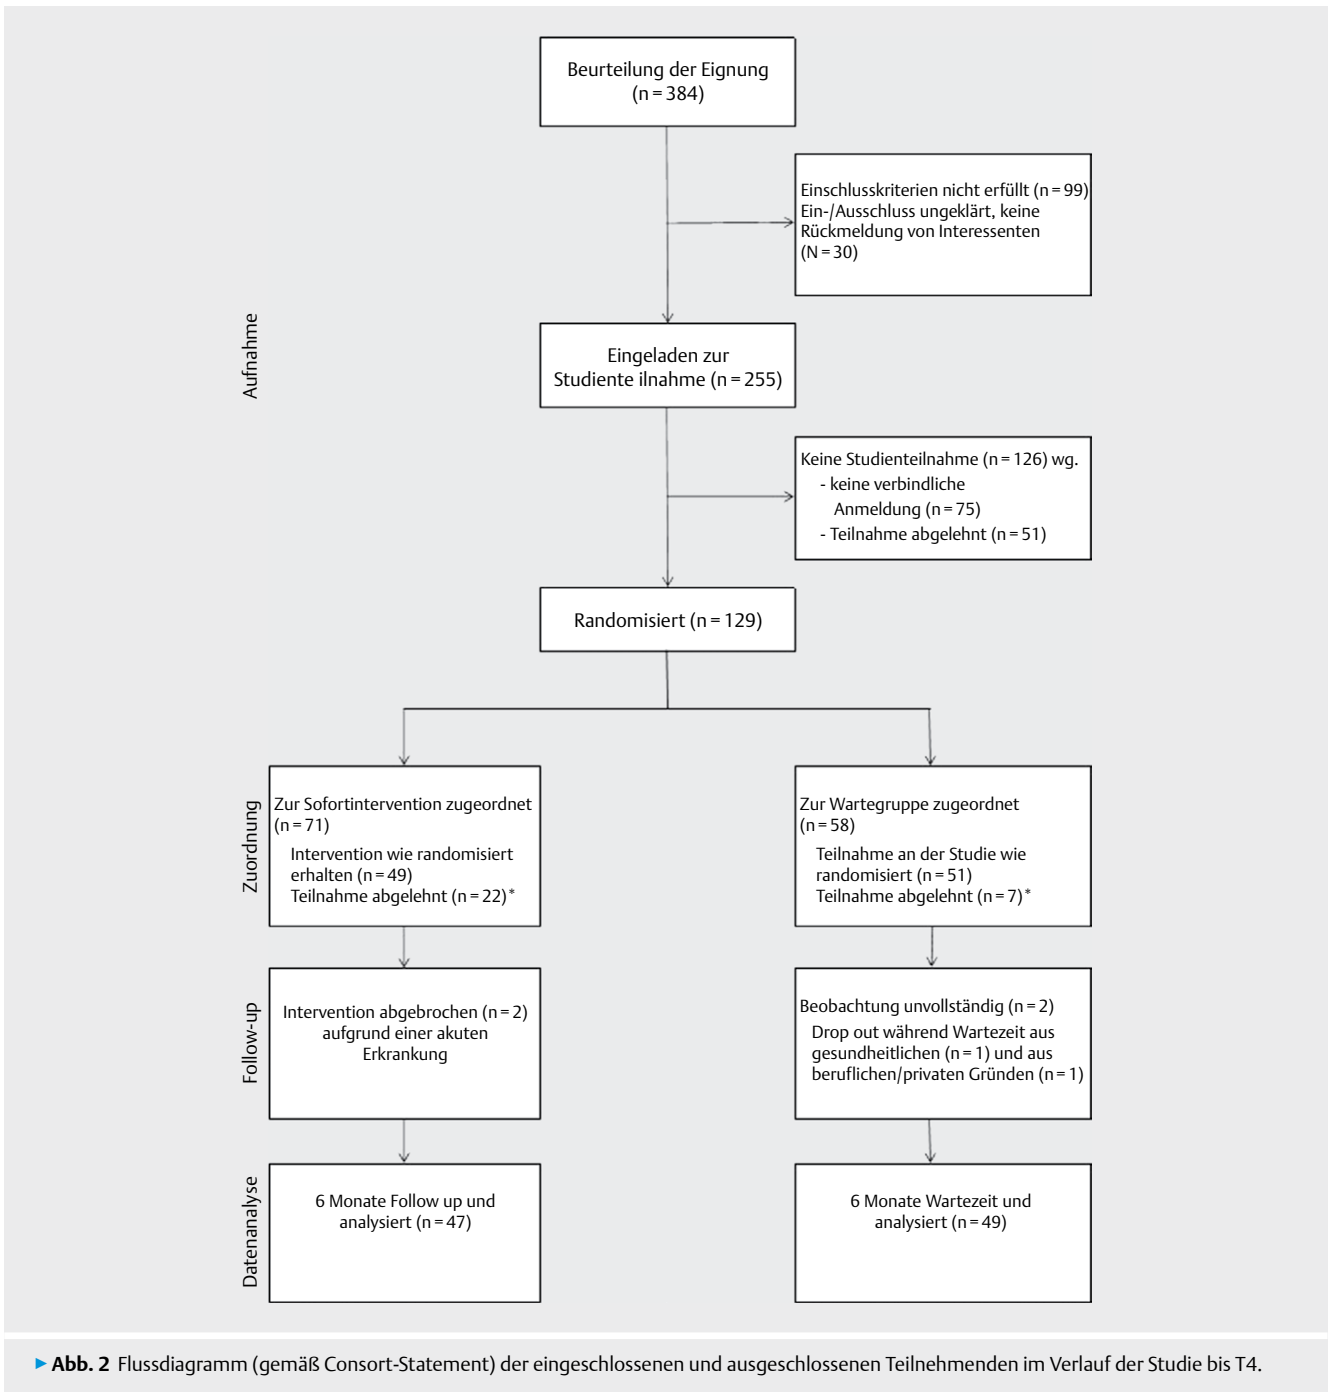 Beurteilung der Eignung
(n = 384)
Einschlusskriterien nicht erfüllt (n = 99)
Ein-/Ausschluss ungeklärt, keine
Rückmeldung von Interessenten
(N = 30)
Aufnahme
Eingeladen zur
Studiente ilnahme (n = 255)
Keine Studienteilnahme (n = 126) wg.
- keine verbindliche
Anmeldung (n = 75)
- Teilnahme abgelehnt (n = 51)
Randomisiert (n = 129)
Zuordnung
Zur Sofortintervention zugeordnet
(n = 71)
Intervention wie randomisiert
erhalten (n = 49)
Teilnahme abgelehnt (n = 22)*
Zur Wartegruppe zugeordnet
(n = 58)
Teilnahme an der Studie wie
randomisiert (n = 51)
Teilnahme abgelehnt (n = 7)*
Follow-up
Intervention abgebrochen (n = 2)
aufgrund einer akuten
Erkrankung
Beobachtung unvollständig (n = 2)
Drop out während Wartezeit aus
gesundheitlichen (n = 1) und aus
beruflichen/privaten Gründen (n = 1)
Datenanalyse
6 Monate Follow up und
analysiert (n = 47)
6 Monate Wartezeit und
analysiert (n = 49)
▶ Abb. 2 Flussdiagramm (gemäß Consort-Statement) der eingeschlossenen und ausgeschlossenen Teilnehmenden im Verlauf der Studie bis T4.